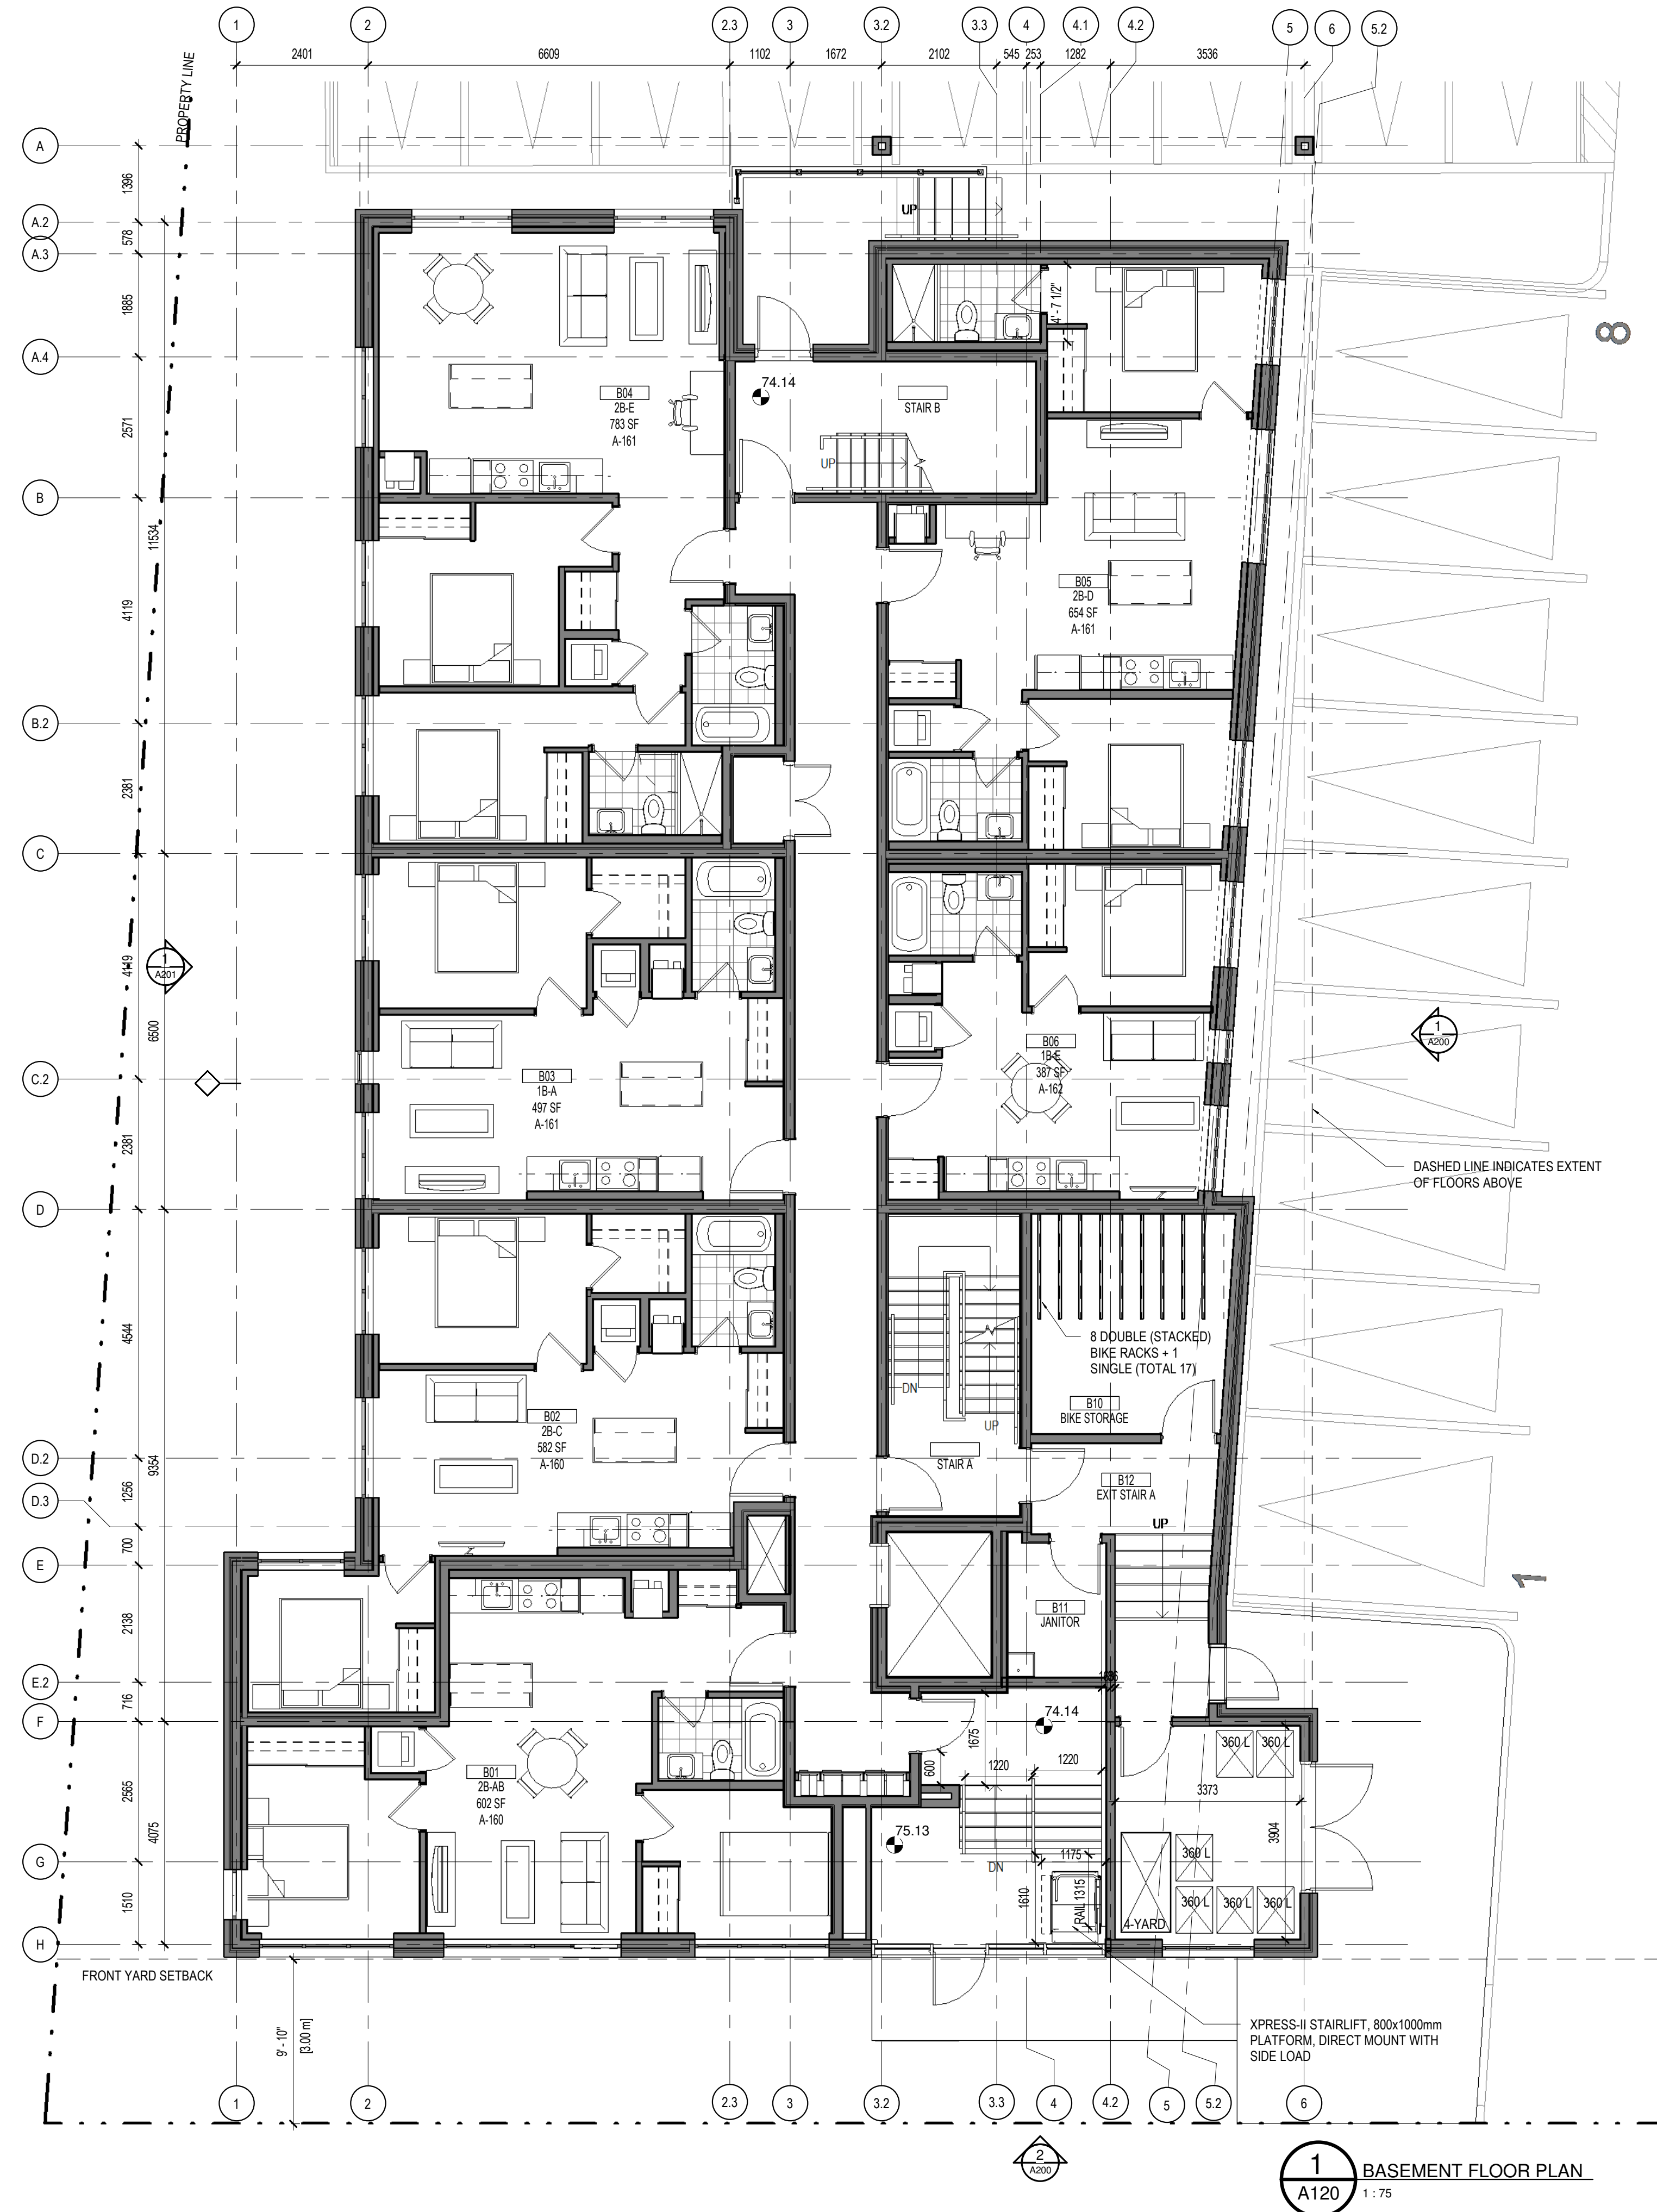 1
2
2.3
3
3.2
3.3
4
4.1
4.2
5
6
5.2
2401
6609
1102
1672
2102
545
253
1282
3536
PROPERTY LINE
A
1396
A.2
578
A.3
1885
A.4
2571
B
11534
4119
B.2
2381
C
4119
6500
C.2
2381
D
4544
D.2
9354
1256
D.3
700
E
2138
E.2
716
F
2565
4075
G
1510
H
UP
4' - 7 1/2"
8
B04
2B-E
783 SF
A-161
74.14
STAIR B
UP
B05
2B-D
654 SF
A-161
1
A201
B03
1B-A
497 SF
A-161
B06
1B-E
387 SF
A-162
1
A200
DASHED LINE INDICATES EXTENT
OF FLOORS ABOVE
8 DOUBLE (STACKED)
BIKE RACKS + 1
SINGLE (TOTAL 17)
DN
UP
B10
BIKE STORAGE
B02
2B-C
582 SF
A-160
STAIR A
B12
EXIT STAIR A
UP
1
B11
JANITOR
74.14
1675
600
1220
1220
360 L
360 L
3373
3904
B01
2B-AB
602 SF
A-160
75.13
DN
1175
1610
RAIL 1315
360 L
360 L
360 L
360 L
4-YARD
FRONT YARD SETBACK
9' - 10"
[3.00 m]
XPRESS-II STAIRLIFT, 800x1000mm
PLATFORM, DIRECT MOUNT WITH
SIDE LOAD
1
2
2.3
3
3.2
3.3
4
4.2
5
5.2
6
2
A200
1
A120
BASEMENT FLOOR PLAN
1 : 75